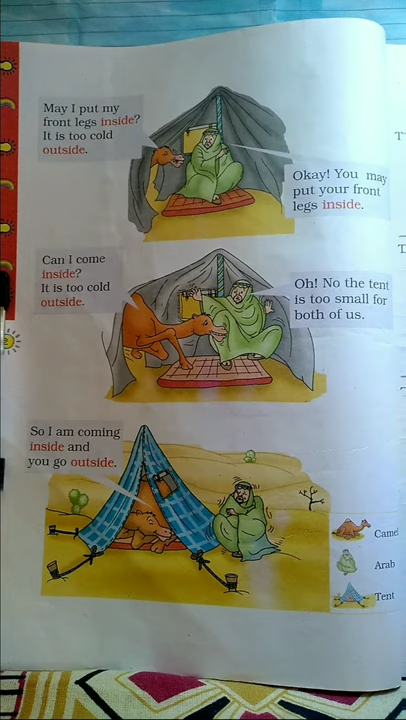 May I put my
front legs inside?
It is too cold
outside.
Okay! You may
put your front
legs inside.
Can I come
inside?
It is too cold
outside.
Oh! No the tent
is too small for
both of us.
So I am coming
inside and
you go outside.
Camel
Arab
Tent